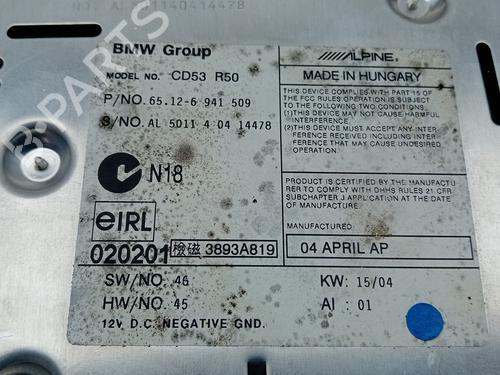 NO. AL501140414478
BMW Group
MODEL NO. CD53 R50
P/NO. 65.12-6 941 509
S/NO. AL 5011 4 04 14478
N18
eIRL
020201 檢磁 3893A819
SW/NO. 46
HW/NO. 45
12V D.C. NEGATIVE GND.
ALPINE
MADE IN HUNGARY
THIS DEVICE COMPLIES WITH PART 15 OF
THE FCC RULES OPERATION IS SUBJECT
TO THE FOLLOWING TWO CONDITIONS
(1)THIS DEVICE MAY NOT CAUSE HARMFUL
INTERFERENCE.
(2)THIS DEVICE MUST ACCEPT ANY INTER-
FERENCE RECEIVED INCLUDING INTER-
FERENCE THAT MAY CAUSE UNDESIRED
OPERATION.
PRODUCT IS CERTIFIED BY THE MANUFACTU-
RER TO COMPLY WITH DHHS RULES 21 CFR
SUBCHAPTER J APPLICATION AT THE DATE
OF MANUFACTURE.
MANUFACTURED:
04 APRIL AP
KW: 15/04
AI : 01
B-PARTS